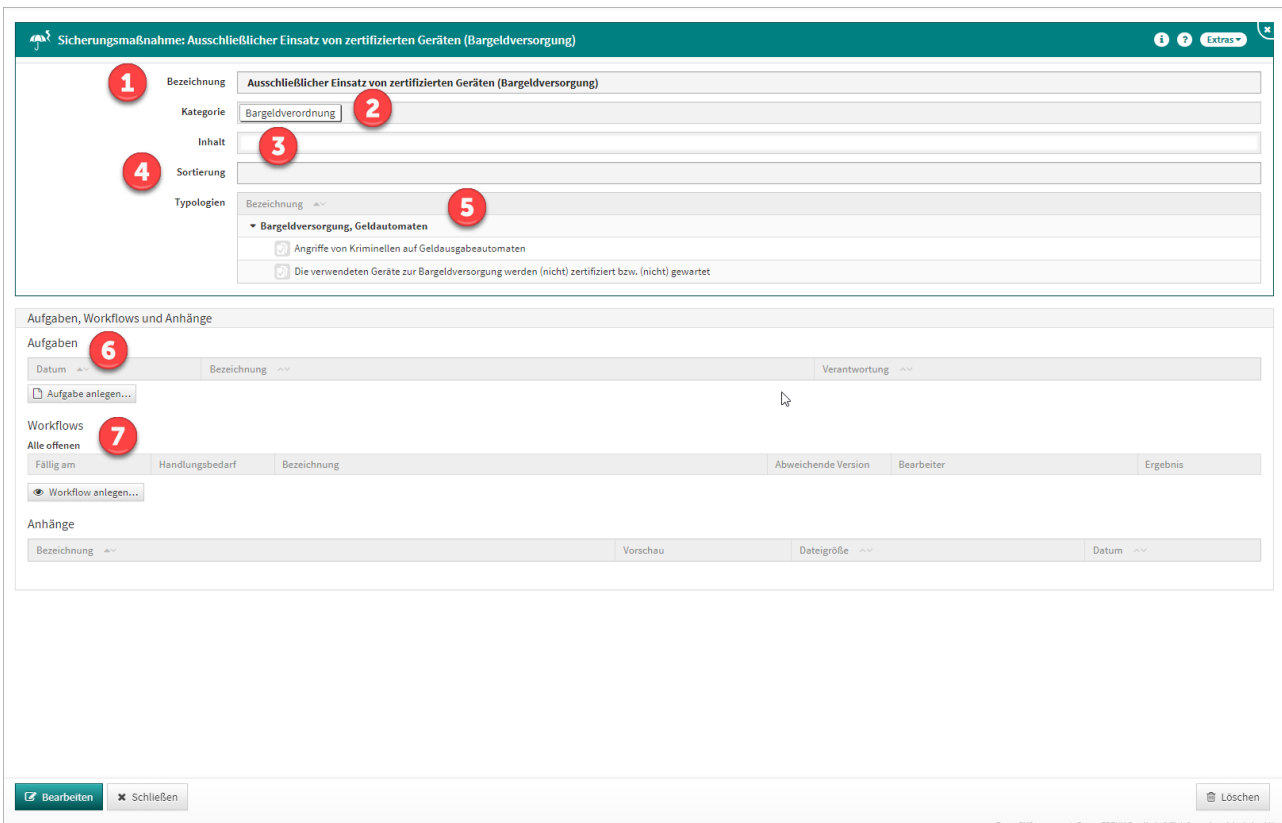 Sicherungsmaßnahme: Ausschließlicher Einsatz von zertifizierten Geräten (Bargeldversorgung)
i ? Extras
1 Bezeichnung Ausschließlicher Einsatz von zertifizierten Geräten (Bargeldversorgung)
Kategorie Bargeldverordnung 2
Inhalt 3
4 Sortierung
Typologien Bezeichnung 5
Bargeldversorgung, Geldautomaten
Angriffe von Kriminellen auf Geldausgabeautomaten
Die verwendeten Geräte zur Bargeldversorgung werden (nicht) zertifiziert bzw. (nicht) gewartet
Aufgaben, Workflows und Anhänge
Aufgaben 6
Datum Bezeichnung Verantwortung
Aufgabe anlegen...
Workflows 7
Alle offenen
Fällig am Handlungsbedarf Bezeichnung Abweichende Version Bearbeiter Ergebnis
Workflow anlegen...
Anhänge
Bezeichnung Vorschau Dateigröße Datum
Bearbeiten Schließen Löschen